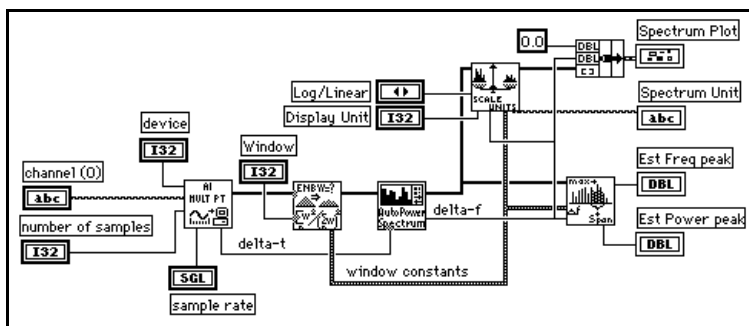 Spectrum Plot
0.0
DBL
DBL
[ ]
Log/Linear
SCALE UNITS
Spectrum Unit
Display Unit
I32
abc
device
I32
Window
I32
Est Freq peak
channel (0)
abc
AI
MULT PT
ENBW=?
AutoPower
Spectrum
max
Δf
Span
DBL
delta-f
number of samples
I32
delta-t
Est Power peak
DBL
window constants
SGL
sample rate